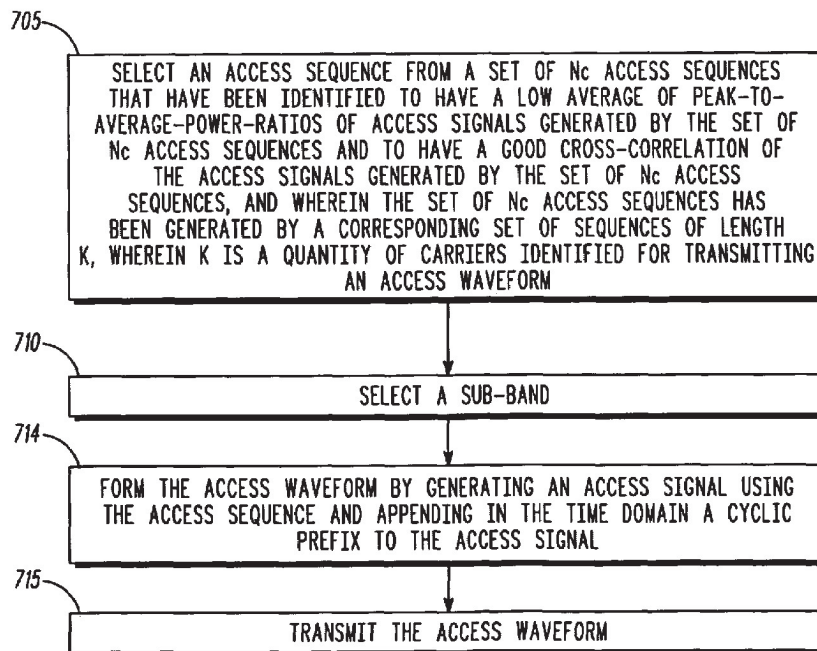 705
SELECT AN ACCESS SEQUENCE FROM A SET OF Nc ACCESS SEQUENCES
THAT HAVE BEEN IDENTIFIED TO HAVE A LOW AVERAGE OF PEAK-TO-
AVERAGE-POWER-RATIOS OF ACCESS SIGNALS GENERATED BY THE SET OF
Nc ACCESS SEQUENCES AND TO HAVE A GOOD CROSS-CORRELATION OF
THE ACCESS SIGNALS GENERATED BY THE SET OF Nc ACCESS
SEQUENCES, AND WHEREIN THE SET OF Nc ACCESS SEQUENCES HAS
BEEN GENERATED BY A CORRESPONDING SET OF SEQUENCES OF LENGTH
K, WHEREIN K IS A QUANTITY OF CARRIERS IDENTIFIED FOR TRANSMITTING
AN ACCESS WAVEFORM
710
SELECT A SUB-BAND
714
FORM THE ACCESS WAVEFORM BY GENERATING AN ACCESS SIGNAL USING
THE ACCESS SEQUENCE AND APPENDING IN THE TIME DOMAIN A CYCLIC
PREFIX TO THE ACCESS SIGNAL
715
TRANSMIT THE ACCESS WAVEFORM